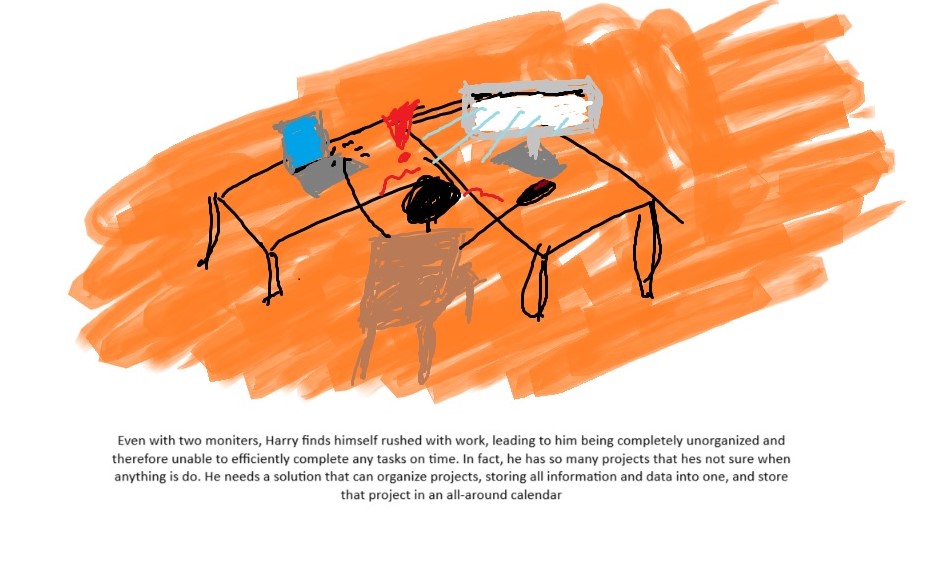 Even with two moniters, Harry finds himself rushed with work, leading to him being completely unorganized and
therefore unable to efficiently complete any tasks on time. In fact, he has so many projects that hes not sure when
anything is do. He needs a solution that can organize projects, storing all information and data into one, and store
that project in an all-around calendar